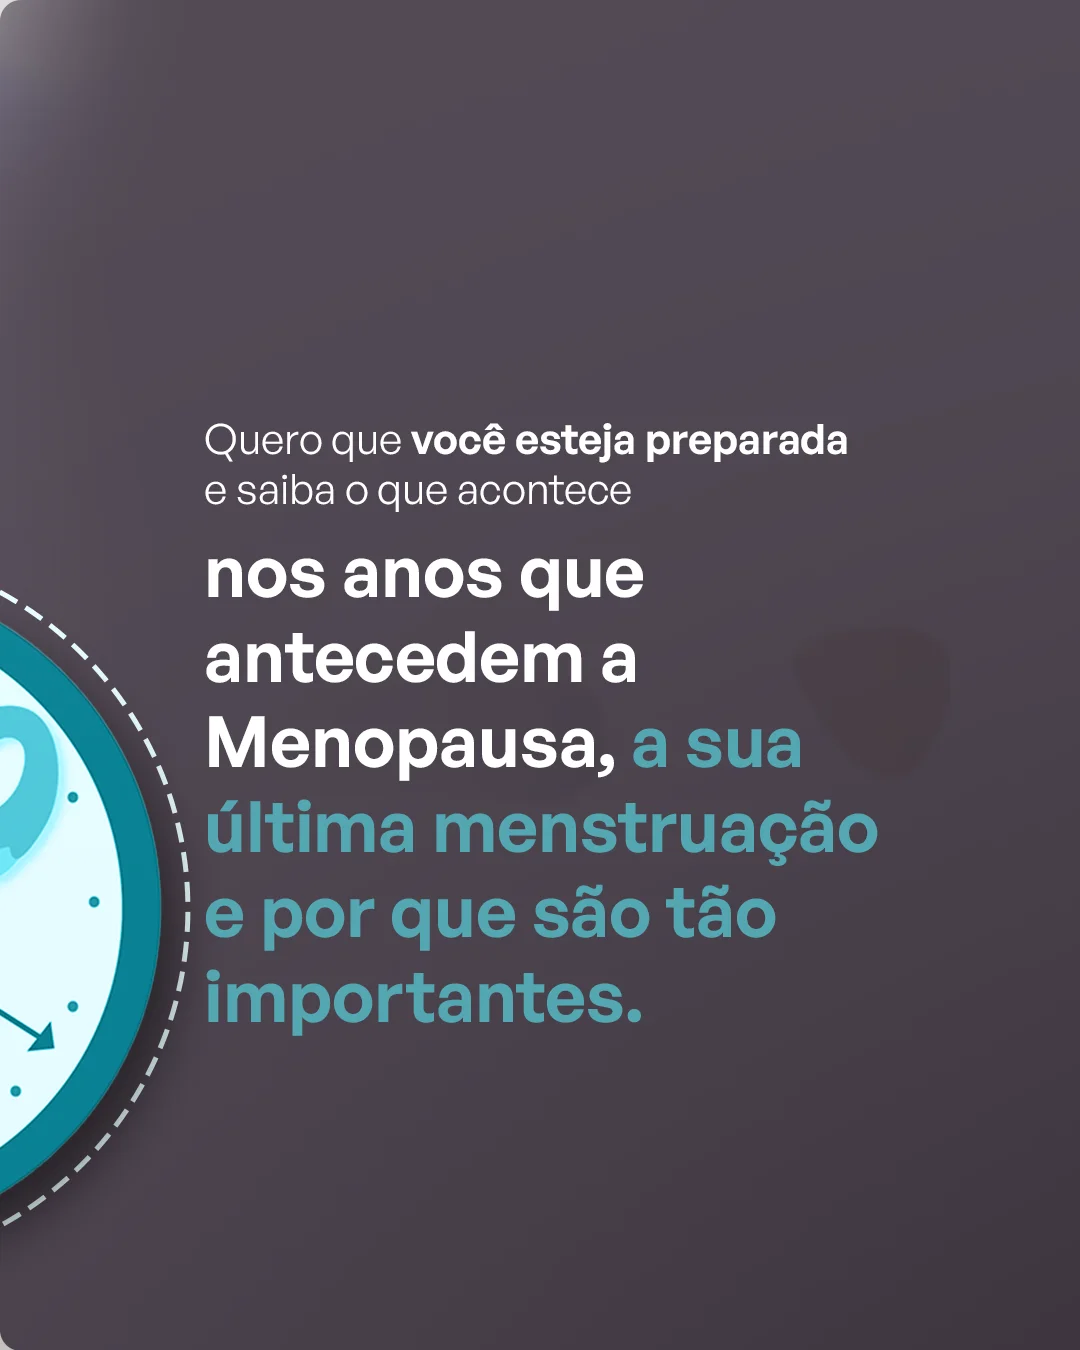 Quero que você esteja preparada
e saiba o que acontece
nos anos que
antecedem a
Menopausa, a sua
última menstruação
e por que são tão
importantes.